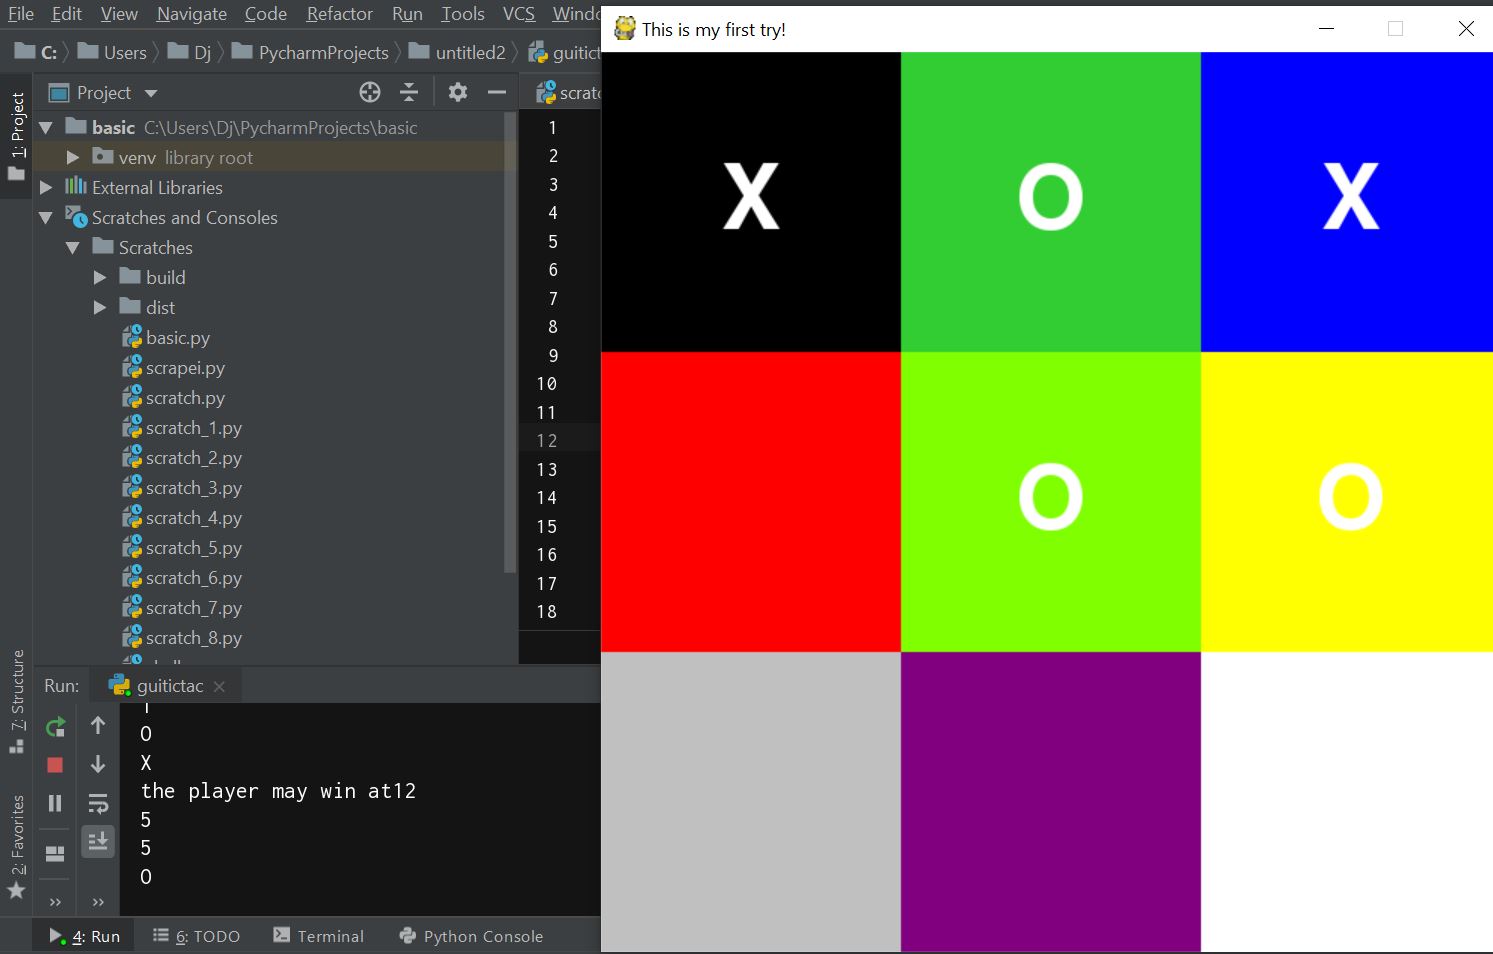 File Edit View Navigate Code Refactor Run Tools VCS
This is my first try!
C: Users Dj PycharmProjects untitled2
Project
1: Project
basic C:\Users\Dj\PycharmProjects\basic
venv library root
External Libraries
Scratches and Consoles
Scratches
build
dist
basic.py
scrapei.py
scratch.py
scratch_1.py
scratch_2.py
scratch_3.py
scratch_4.py
scratch_5.py
scratch_6.py
scratch_7.py
scratch_8.py
1
2
3
4
5
6
7
8
9
10
11
12
13
14
15
16
17
18
X O X
O O
7: Structure
2: Favorites
Run: guitictac
O
X
the player may win at12
5
5
O
4: Run 6: TODO Terminal Python Console